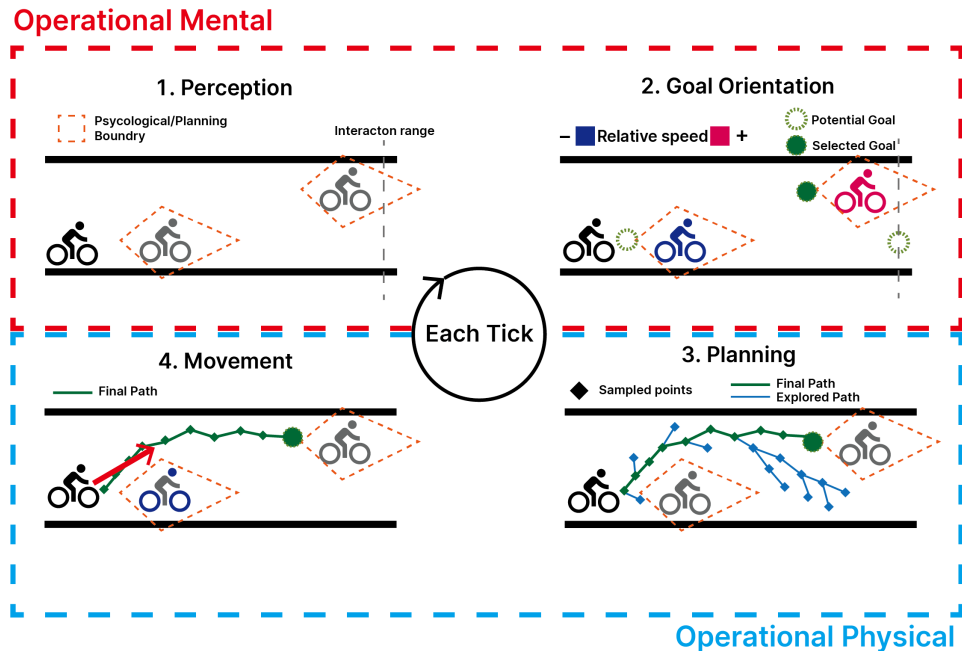 Operational Mental
1. Perception
Psycological/Planning
Boundry
Interacton range
2. Goal Orientation
Potential Goal
– Relative speed +
Selected Goal
Each Tick
4. Movement
Final Path
3. Planning
Sampled points
Final Path
Explored Path
Operational Physical